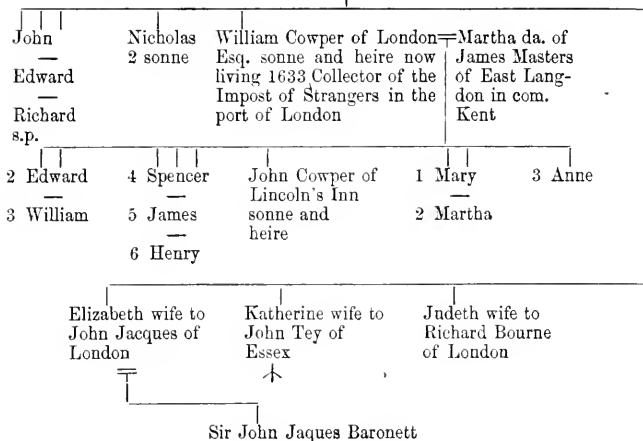 John
—
Edward
—
Richard
s.p.
Nicholas
2 sonne
William Cowper of London
Esq. sonne and heire now
living 1633 Collector of the
Impost of Strangers in the
port of London
Martha da. of
James Masters
of East Lang-
don in com.
Kent
2 Edward
—
3 William
4 Spencer
—
5 James
—
6 Henry
John Cowper of
Lincoln's Inn
sonne and
heire
1 Mary
—
2 Martha
3 Anne
Elizabeth wife to
John Jacques of
London
Katherine wife to
John Tey of
Essex
Judeth wife to
Richard Bourne
of London
Sir John Jaques Baronett